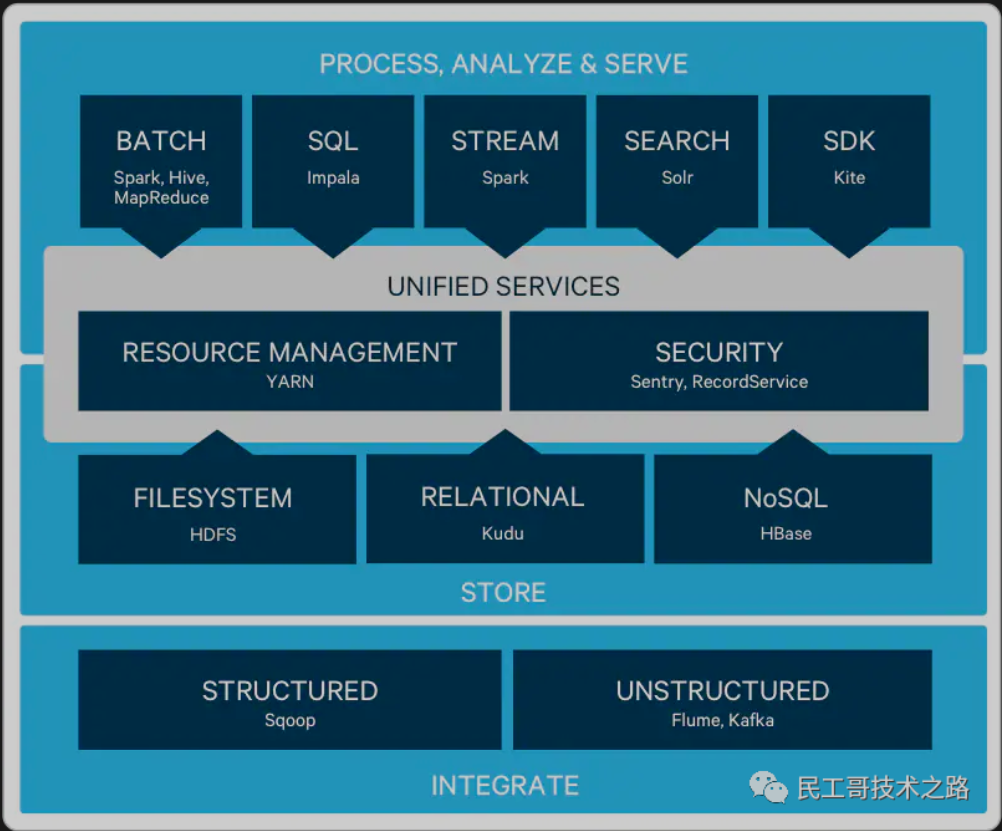 PROCESS, ANALYZE & SERVE
BATCH
Spark, Hive,
MapReduce
SQL
Impala
STREAM
Spark
SEARCH
Solr
SDK
Kite
UNIFIED SERVICES
RESOURCE MANAGEMENT
YARN
SECURITY
Sentry, RecordService
FILESYSTEM
HDFS
RELATIONAL
Kudu
NoSQL
HBase
STORE
STRUCTURED
Sqoop
UNSTRUCTURED
Flume, Kafka
INTEGRATE
民工哥技术之路